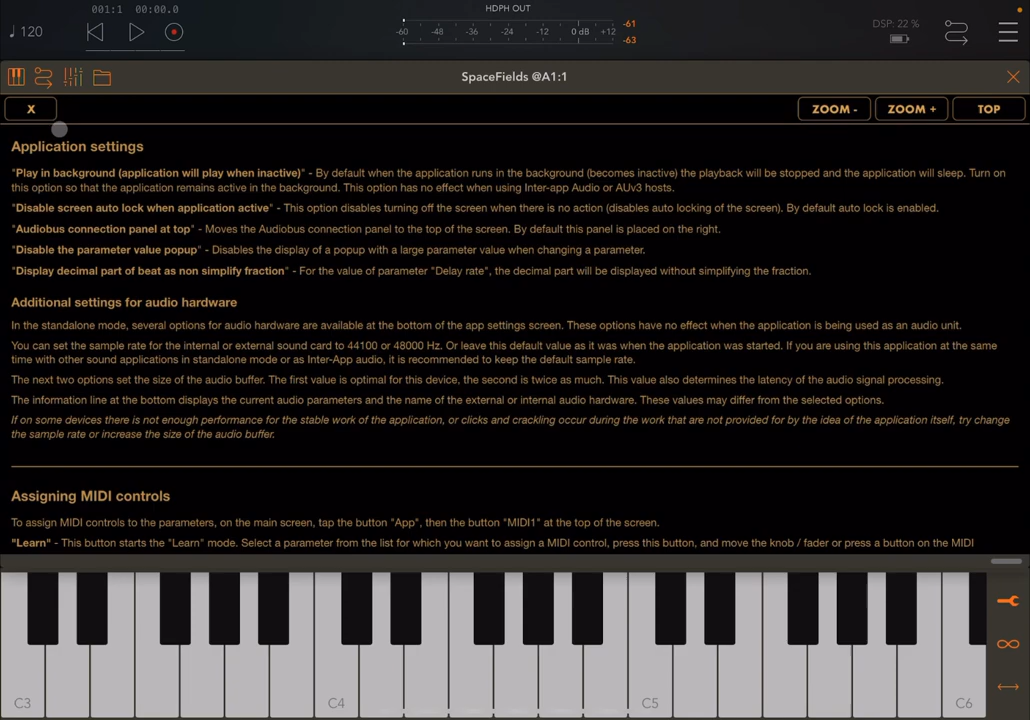 001:1 00:00.0
HDPH OUT
♩ 120
-60 -48 -36 -24 -12 0 dB +12
-61
-63
DSP: 22 %
SpaceFields @A1:1
X
ZOOM - ZOOM + TOP
Application settings
"Play in background (application will play when inactive)" - By default when the application runs in the background (becomes inactive) the playback will be stopped and the application will sleep. Turn on
this option so that the application remains active in the background. This option has no effect when using Inter-app Audio or AUv3 hosts.
"Disable screen auto lock when application active" - This option disables turning off the screen when there is no action (disables auto locking of the screen). By default auto lock is enabled.
"Audiobus connection panel at top" - Moves the Audiobus connection panel to the top of the screen. By default this panel is placed on the right.
"Disable the parameter value popup" - Disables the display of a popup with a large parameter value when changing a parameter.
"Display decimal part of beat as non simplify fraction" - For the value of parameter "Delay rate", the decimal part will be displayed without simplifying the fraction.
Additional settings for audio hardware
In the standalone mode, several options for audio hardware are available at the bottom of the app settings screen. These options have no effect when the application is being used as an audio unit.
You can set the sample rate for the internal or external sound card to 44100 or 48000 Hz. Or leave this default value as it was when the application was started. If you are using this application at the same
time with other sound applications in standalone mode or as Inter-App audio, it is recommended to keep the default sample rate.
The next two options set the size of the audio buffer. The first value is optimal for this device, the second is twice as much. This value also determines the latency of the audio signal processing.
The information line at the bottom displays the current audio parameters and the name of the external or internal audio hardware. These values may differ from the selected options.
If on some devices there is not enough performance for the stable work of the application, or clicks and crackling occur during the work that are not provided for by the idea of the application itself, try change
the sample rate or increase the size of the audio buffer.
Assigning MIDI controls
To assign MIDI controls to the parameters, on the main screen, tap the button "App", then the button "MIDI1" at the top of the screen.
"Learn" - This button starts the "Learn" mode. Select a parameter from the list for which you want to assign a MIDI control, press this button, and move the knob / fader or press a button on the MIDI
C3 C4 C5 C6